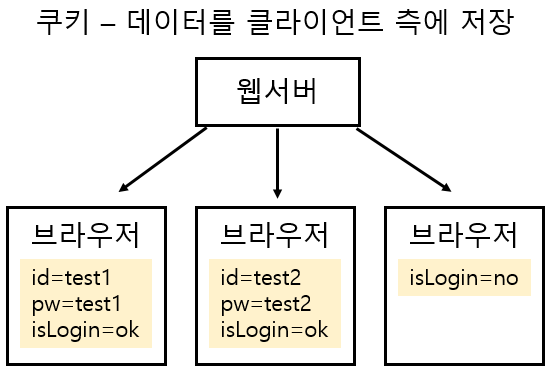 쿠키 – 데이터를 클라이언트 측에 저장
웹서버
브라우저
id=test1
pw=test1
isLogin=ok
브라우저
id=test2
pw=test2
isLogin=ok
브라우저
isLogin=no